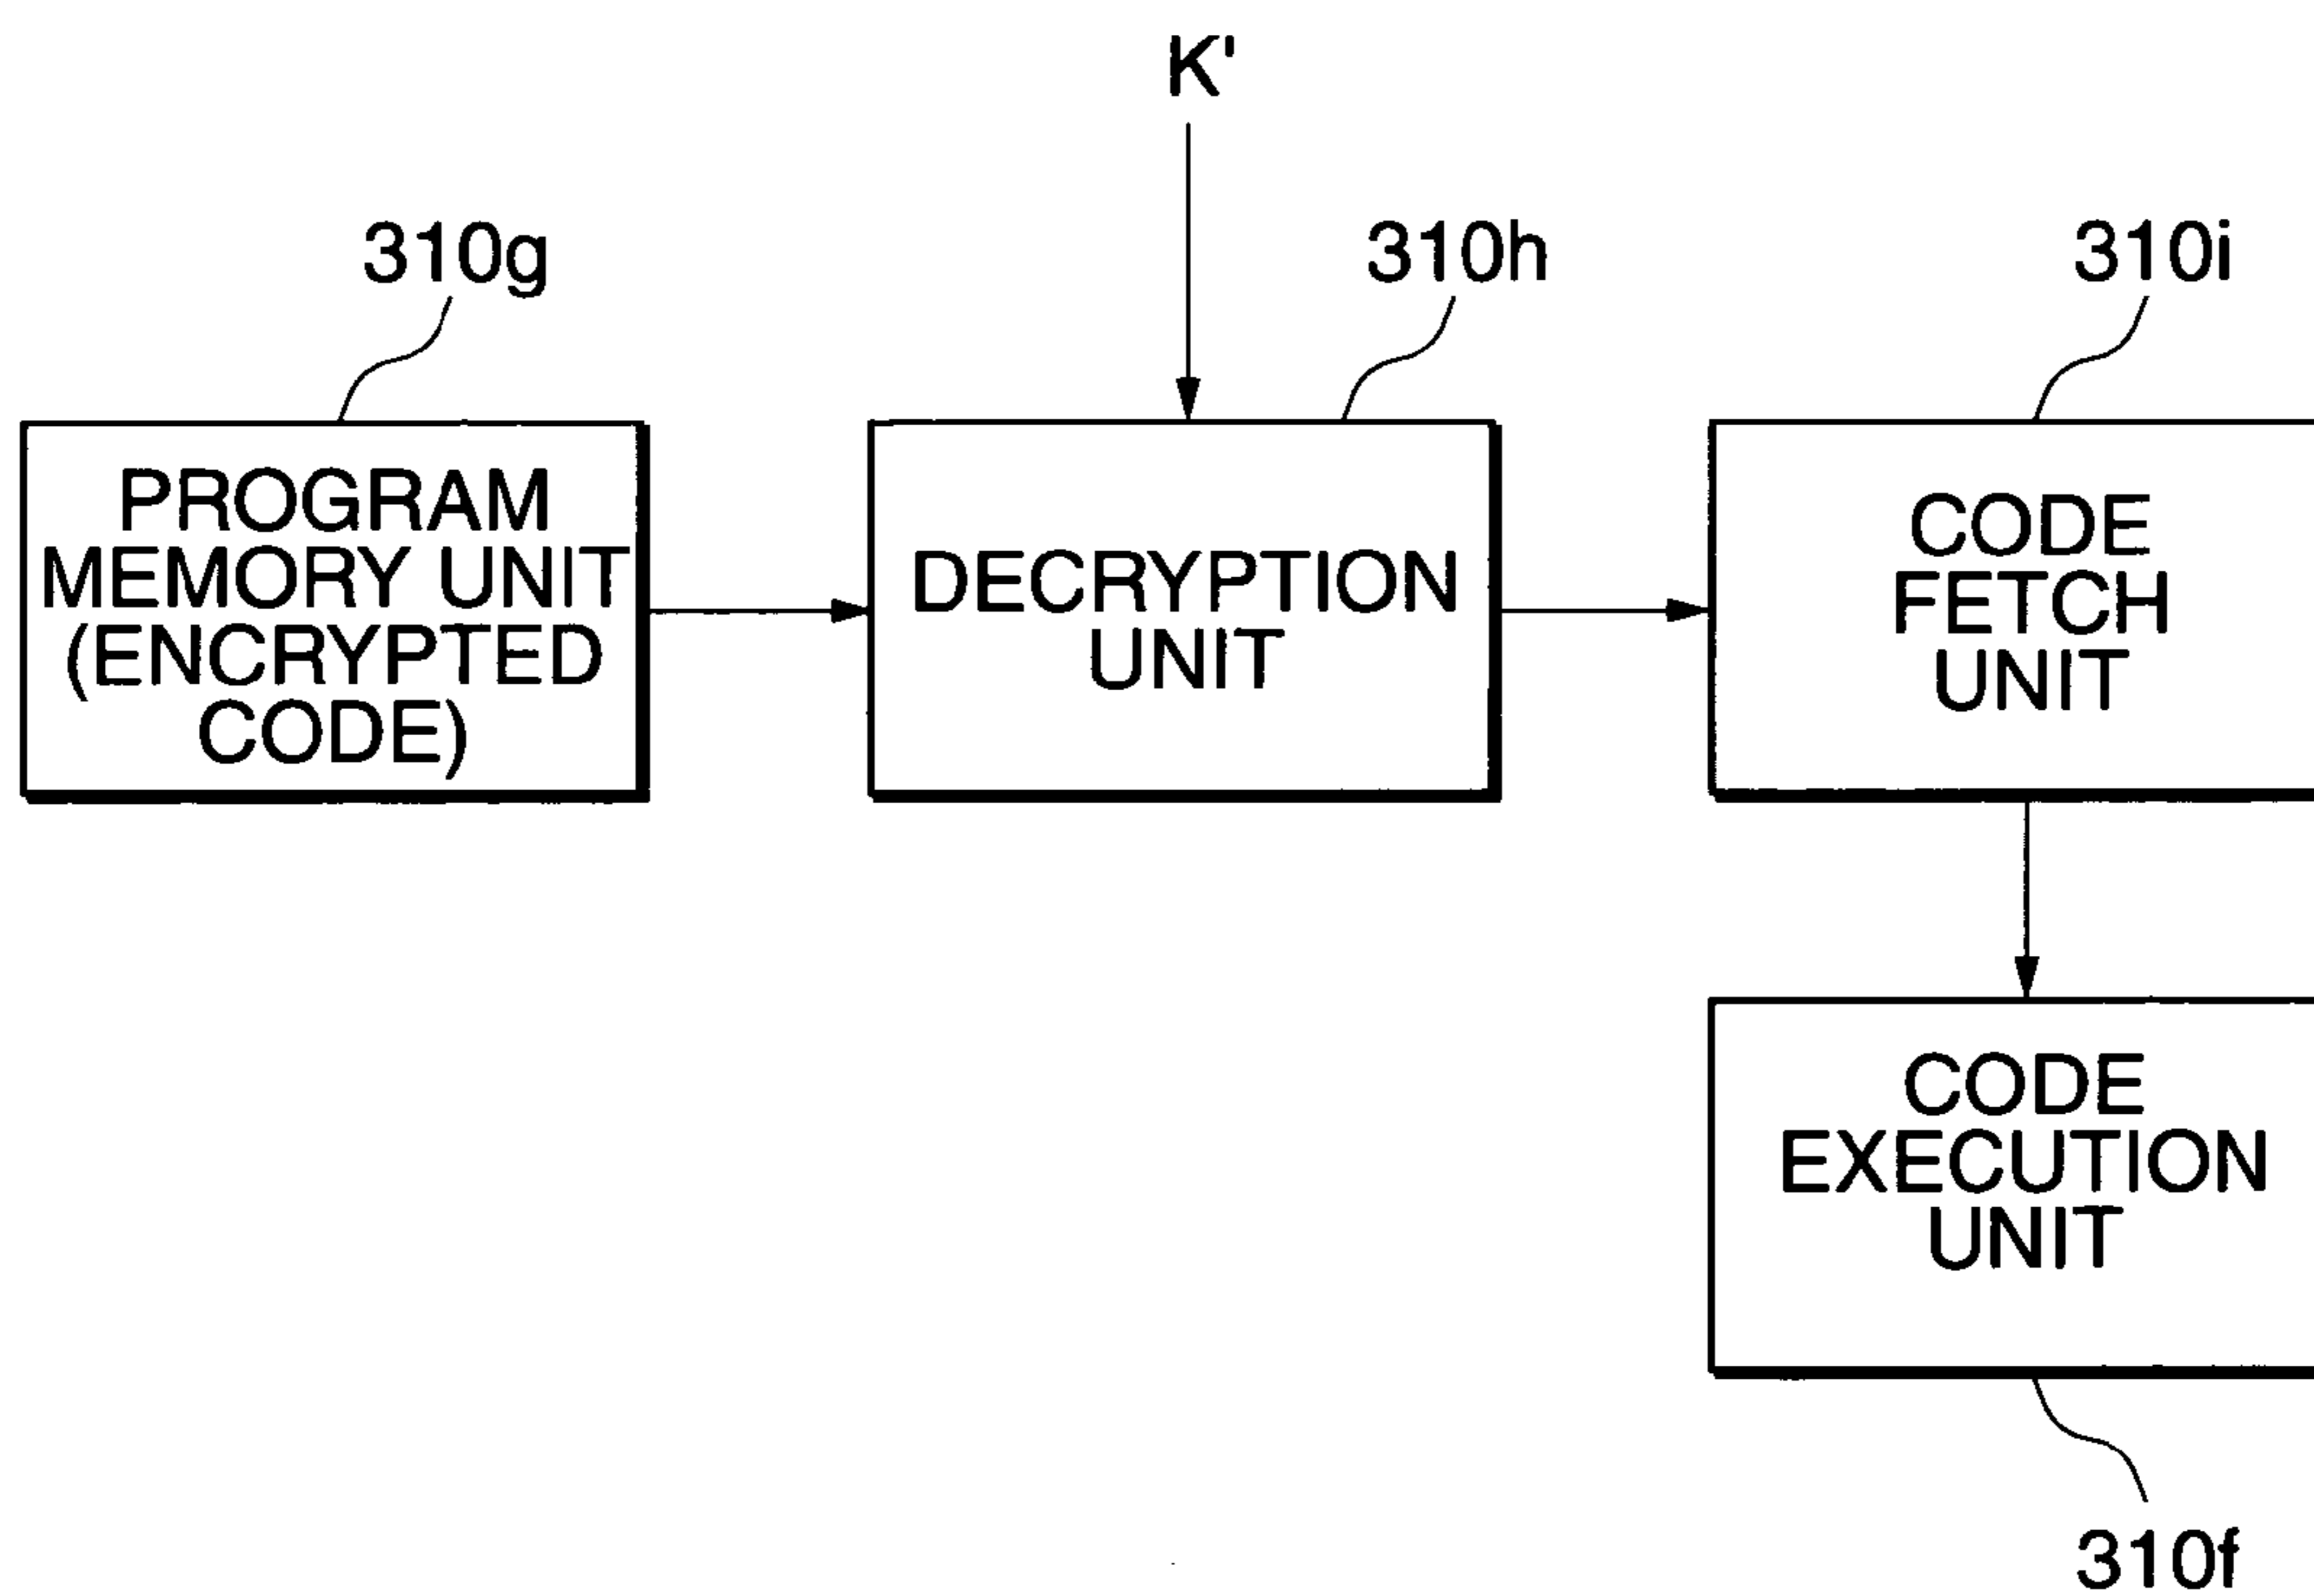 K'
310g
310h
310i
PROGRAM
MEMORY UNIT
(ENCRYPTED
CODE)
DECRYPTION
UNIT
CODE
FETCH
UNIT
CODE
EXECUTION
UNIT
310f